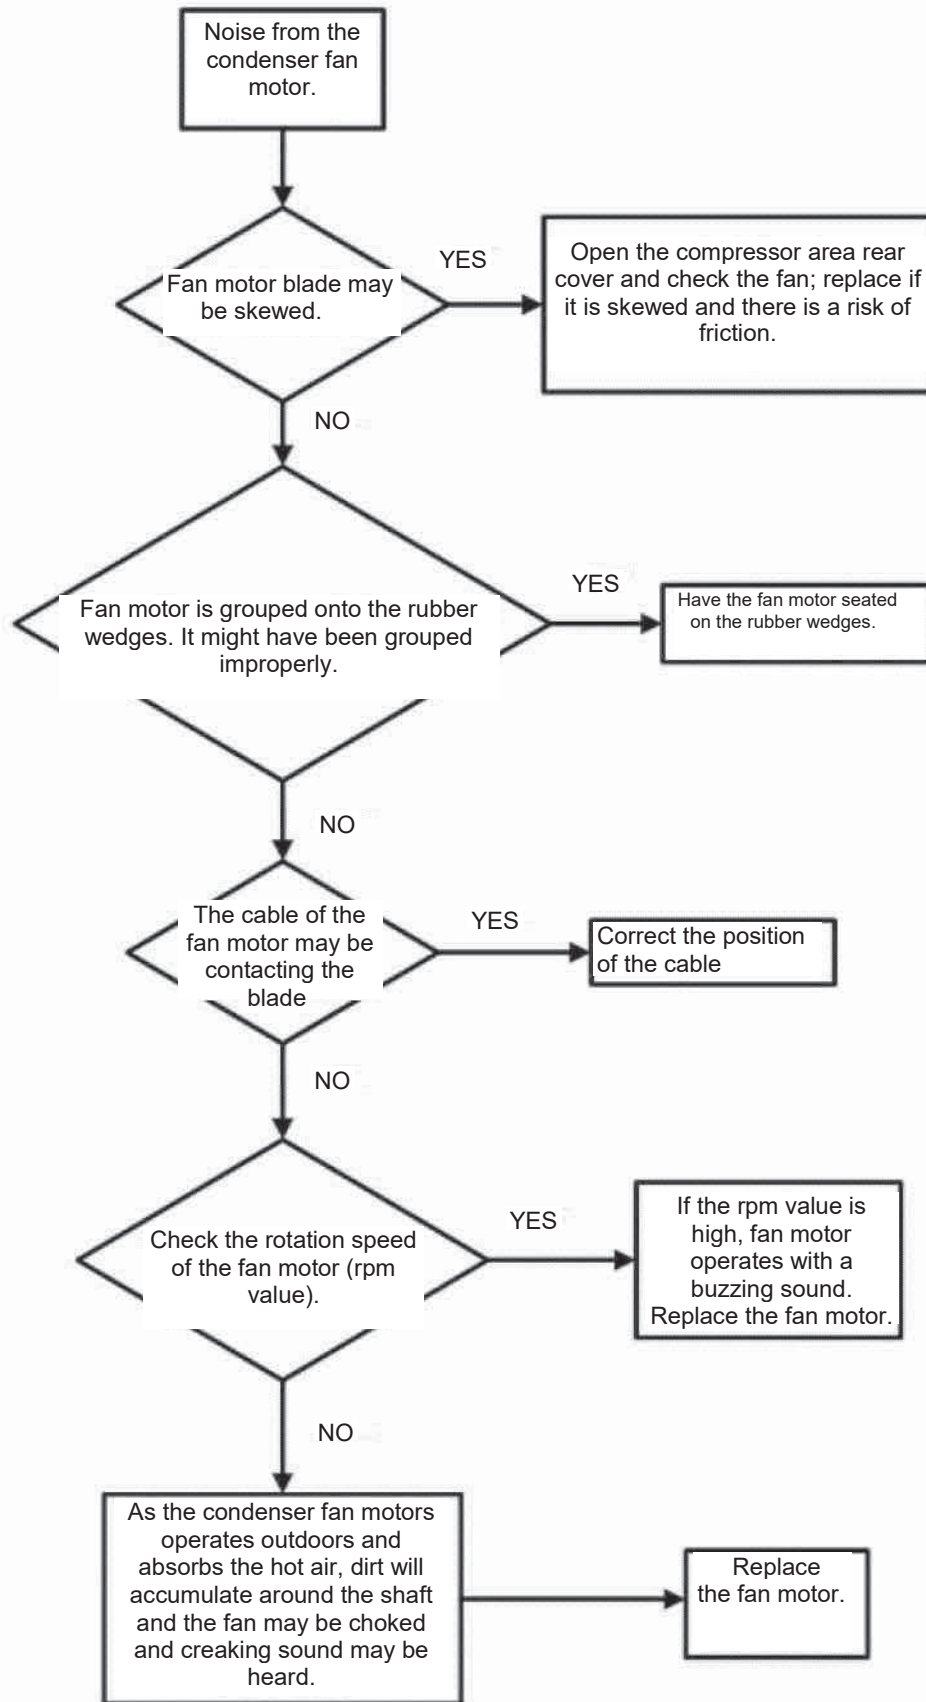 Noise from the
condenser fan
motor.
Fan motor blade may
be skewed.
YES
Open the compressor area rear
cover and check the fan; replace if
it is skewed and there is a risk of
friction.
NO
Fan motor is grouped onto the rubber
wedges. It might have been grouped
improperly.
YES
Have the fan motor seated
on the rubber wedges.
NO
The cable of the
fan motor may be
contacting the
blade
YES
Correct the position
of the cable
NO
Check the rotation speed
of the fan motor (rpm
value).
YES
If the rpm value is
high, fan motor
operates with a
buzzing sound.
Replace the fan motor.
NO
As the condenser fan motors
operates outdoors and
absorbs the hot air, dirt will
accumulate around the shaft
and the fan may be choked
and creaking sound may be
heard.
Replace
the fan motor.